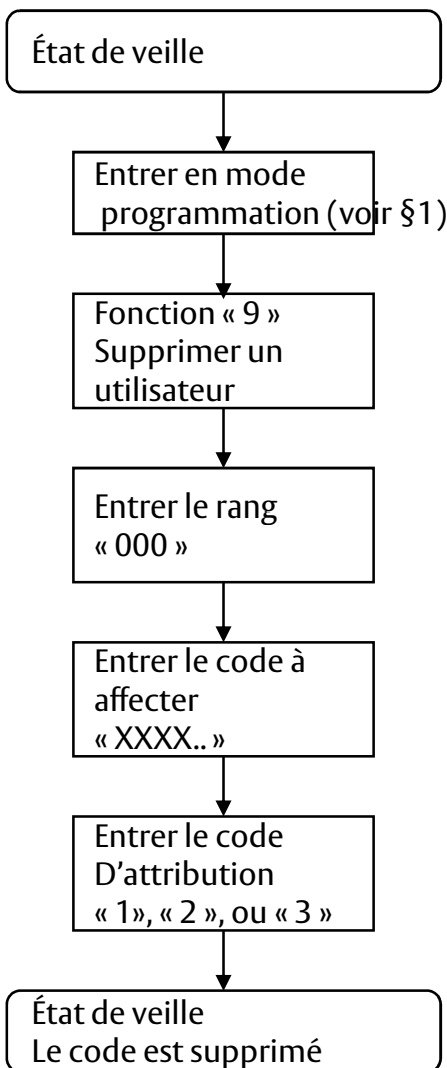 État de veille
Entrer en mode
programmation (voir §1)
Fonction « 9 »
Supprimer un
utilisateur
Entrer le rang
« 000 »
Entrer le code à
affecter
« XXXX.. »
Entrer le code
D’attribution
« 1», « 2 », ou « 3 »
État de veille
Le code est supprimé